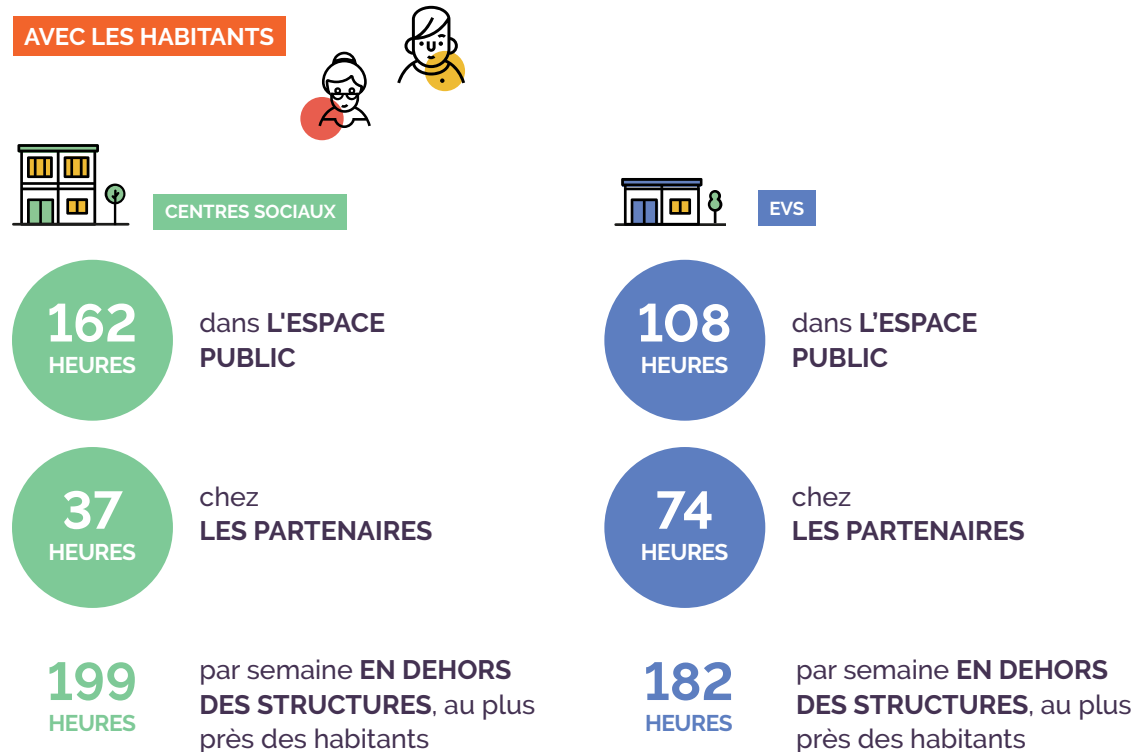 AVEC LES HABITANTS
CENTRES SOCIAUX
162
HEURES
dans L'ESPACE
PUBLIC
37
HEURES
chez
LES PARTENAIRES
199
HEURES
par semaine EN DEHORS
DES STRUCTURES, au plus
près des habitants
EVS
108
HEURES
dans L’ESPACE
PUBLIC
74
HEURES
chez
LES PARTENAIRES
182
HEURES
par semaine EN DEHORS
DES STRUCTURES, au plus
près des habitants